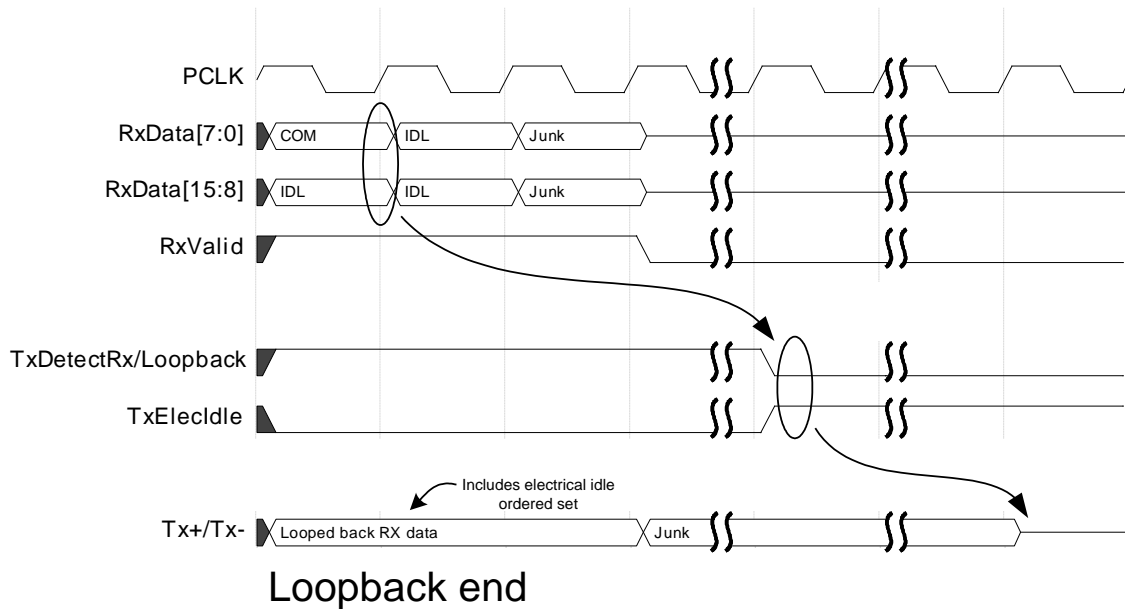 PCLK
RxData[7:0]
COM
IDL
Junk
RxData[15:8]
IDL
IDL
Junk
RxValid
TxDetectRx/Loopback
TxElecIdle
Includes electrical idle
ordered set
Tx+/Tx-
Looped back RX data
Junk
Loopback end